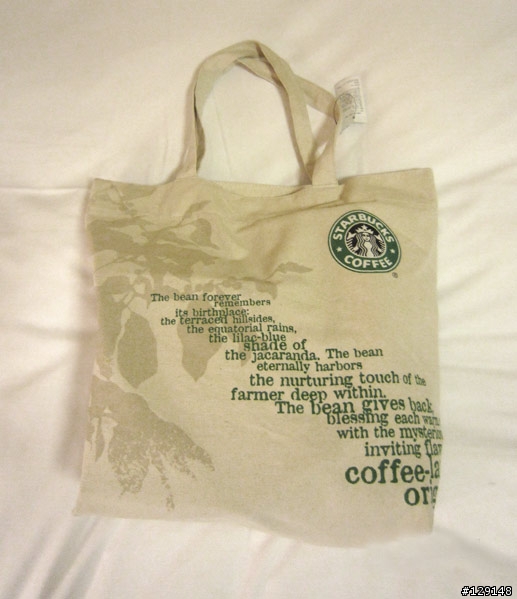 STARBUCKS
COFFEE
®
The bean forever
remembers
its birthplace:
the terraced hillsides,
the equatorial rains,
the lilac-blue
shade of
the jacaranda. The bean
eternally harbors
the nurturing touch of the
farmer deep within.
The bean gives back,
blessing each
with the
inviting
coffee-la
#129148